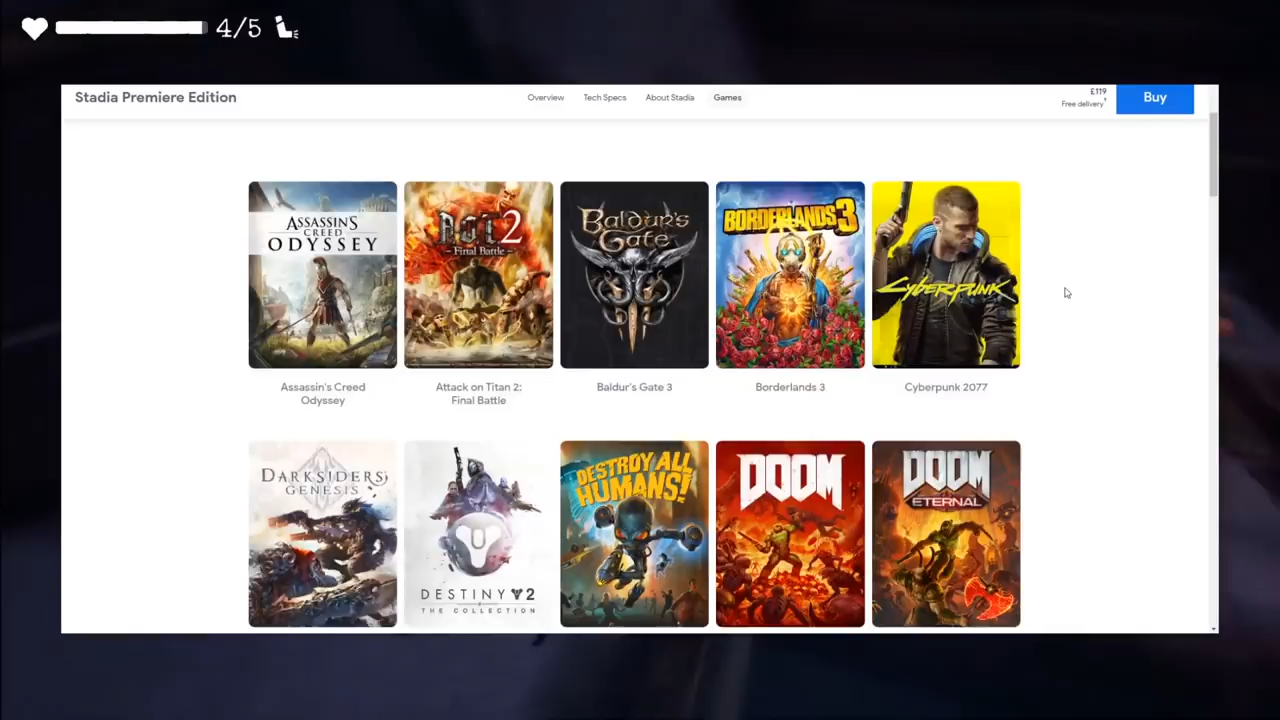 4/5
Stadia Premiere Edition
Overview
Tech Specs
About Stadia
Games
£119
Free delivery
Buy
ASSASSIN'S
CREED
ODYSSEY
A.O.T.2
- Final Battle -
Baldur's
Gate
BORDERLANDS 3
CYBERPUNK
Assassin's Creed
Odyssey
Attack on Titan 2:
Final Battle
Baldur's Gate 3
Borderlands 3
Cyberpunk 2077
DARKSIDERS
GENESIS
DESTINY 2
THE COLLECTION
DESTROY ALL
HUMANS!
DOOM
DOOM
ETERNAL